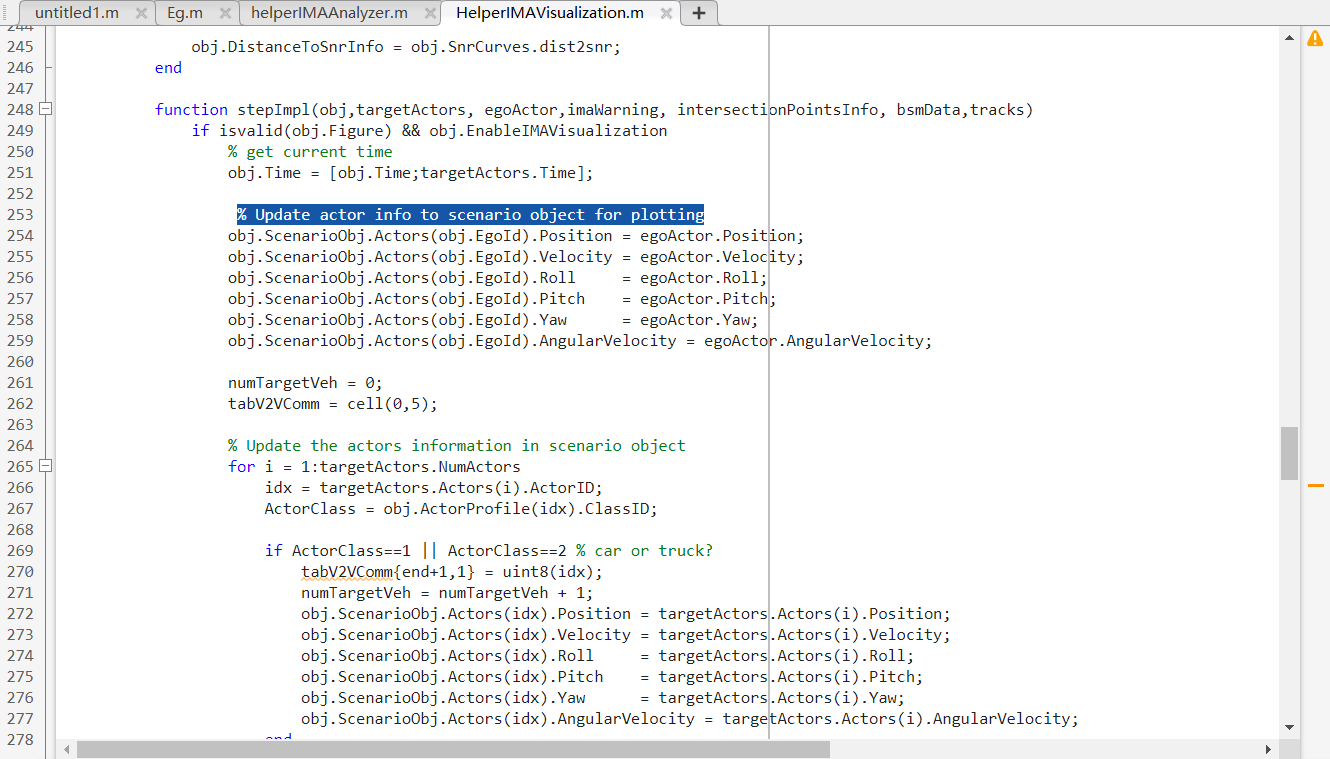 untitled1.m × Eg.m × helperIMAAnalyzer.m × HelperIMAVisualization.m × +
244
245 obj.DistanceToSnrInfo = obj.SnrCurves.dist2snr;
246 end
247
248 function stepImpl(obj,targetActors, egoActor,imaWarning, intersectionPointsInfo, bsmData,tracks)
249 if isvalid(obj.Figure) && obj.EnableIMAVisualization
250 % get current time
251 obj.Time = [obj.Time;targetActors.Time];
252
253 % Update actor info to scenario object for plotting
254 obj.ScenarioObj.Actors(obj.EgoId).Position = egoActor.Position;
255 obj.ScenarioObj.Actors(obj.EgoId).Velocity = egoActor.Velocity;
256 obj.ScenarioObj.Actors(obj.EgoId).Roll     = egoActor.Roll;
257 obj.ScenarioObj.Actors(obj.EgoId).Pitch    = egoActor.Pitch;
258 obj.ScenarioObj.Actors(obj.EgoId).Yaw      = egoActor.Yaw;
259 obj.ScenarioObj.Actors(obj.EgoId).AngularVelocity = egoActor.AngularVelocity;
260
261 numTargetVeh = 0;
262 tabV2VComm = cell(0,5);
263
264 % Update the actors information in scenario object
265 for i = 1:targetActors.NumActors
266 idx = targetActors.Actors(i).ActorID;
267 ActorClass = obj.ActorProfile(idx).ClassID;
268
269 if ActorClass==1 || ActorClass==2 % car or truck?
270 tabV2VComm{end+1,1} = uint8(idx);
271 numTargetVeh = numTargetVeh + 1;
272 obj.ScenarioObj.Actors(idx).Position = targetActors.Actors(i).Position;
273 obj.ScenarioObj.Actors(idx).Velocity = targetActors.Actors(i).Velocity;
274 obj.ScenarioObj.Actors(idx).Roll     = targetActors.Actors(i).Roll;
275 obj.ScenarioObj.Actors(idx).Pitch    = targetActors.Actors(i).Pitch;
276 obj.ScenarioObj.Actors(idx).Yaw      = targetActors.Actors(i).Yaw;
277 obj.ScenarioObj.Actors(idx).AngularVelocity = targetActors.Actors(i).AngularVelocity;
278 end